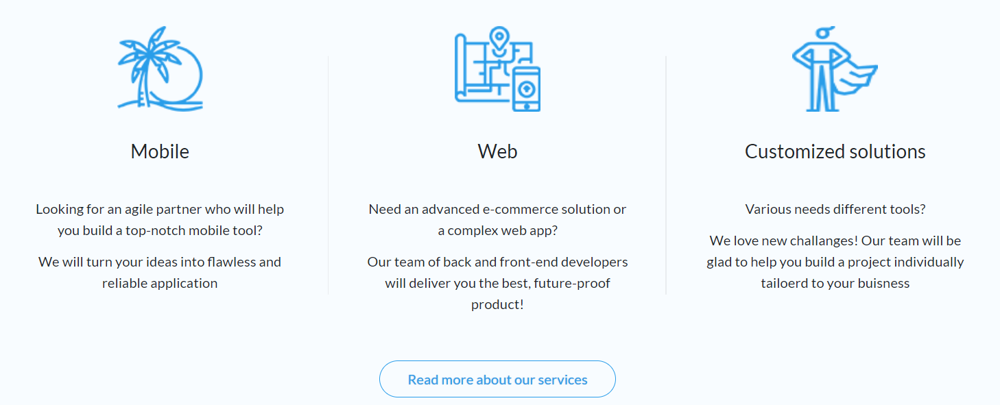 Mobile
Looking for an agile partner who will help
you build a top-notch mobile tool?
We will turn your ideas into flawless and
reliable application
Web
Need an advanced e-commerce solution or
a complex web app?
Our team of back and front-end developers
will deliver you the best, future-proof
product!
Customized solutions
Various needs different tools?
We love new challanges! Our team will be
glad to help you build a project individually
tailoerd to your buisness
Read more about our services